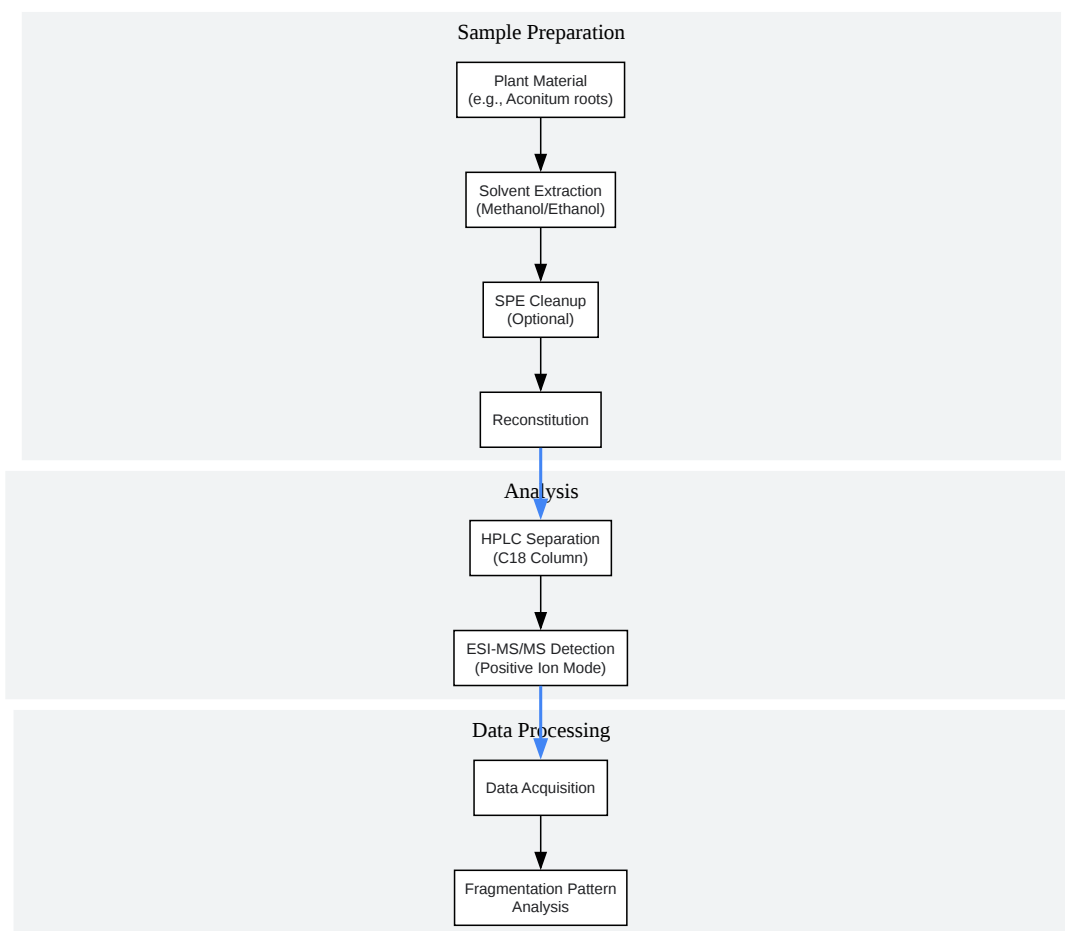 Sample Preparation
Plant Material
(e.g., Aconitum roots)
Solvent Extraction
(Methanol/Ethanol)
SPE Cleanup
(Optional)
Reconstitution
Analysis
HPLC Separation
(C18 Column)
ESI-MS/MS Detection
(Positive Ion Mode)
Data Processing
Data Acquisition
Fragmentation Pattern
Analysis